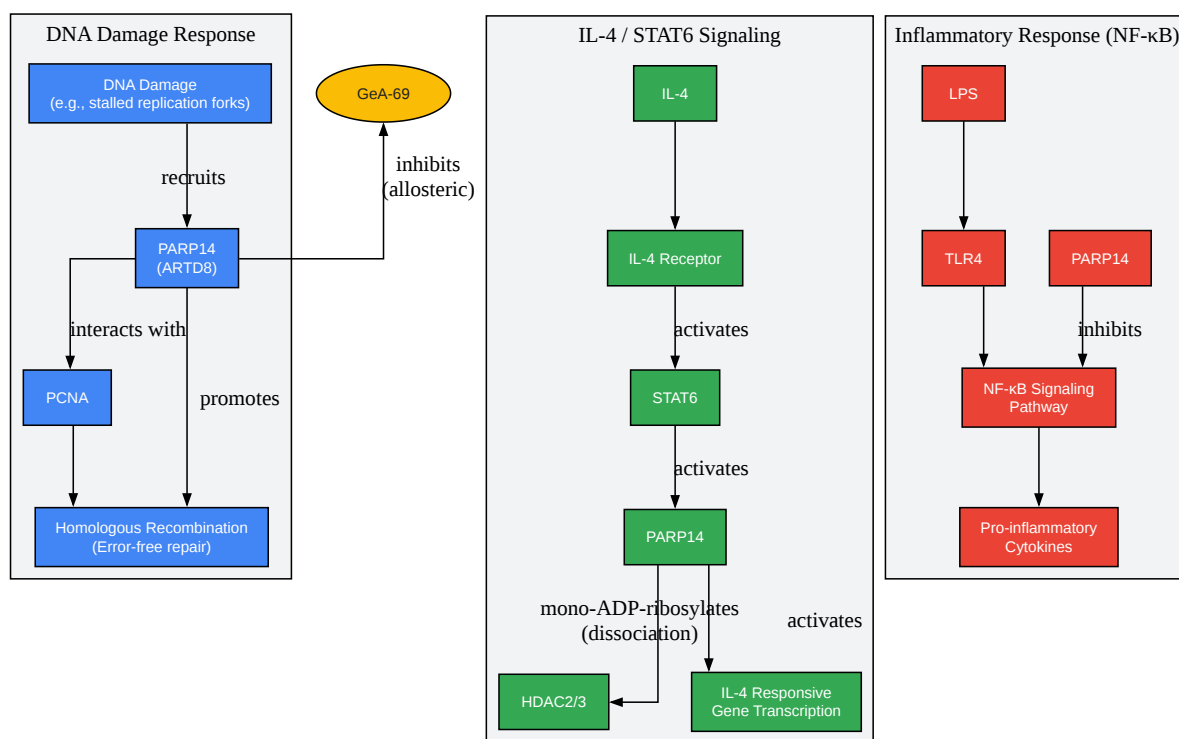 DNA Damage Response
DNA Damage
(e.g., stalled replication forks)
recruits
PARP14
(ARTD8)
interacts with
PCNA
promotes
Homologous Recombination
(Error-free repair)
GeA-69
inhibits
(allosteric)
IL-4 / STAT6 Signaling
IL-4
IL-4 Receptor
activates
STAT6
activates
PARP14
mono-ADP-ribosylates
(dissociation)
activates
HDAC2/3
IL-4 Responsive
Gene Transcription
Inflammatory Response (NF-κB)
LPS
TLR4
PARP14
inhibits
NF-κB Signaling
Pathway
Pro-inflammatory
Cytokines